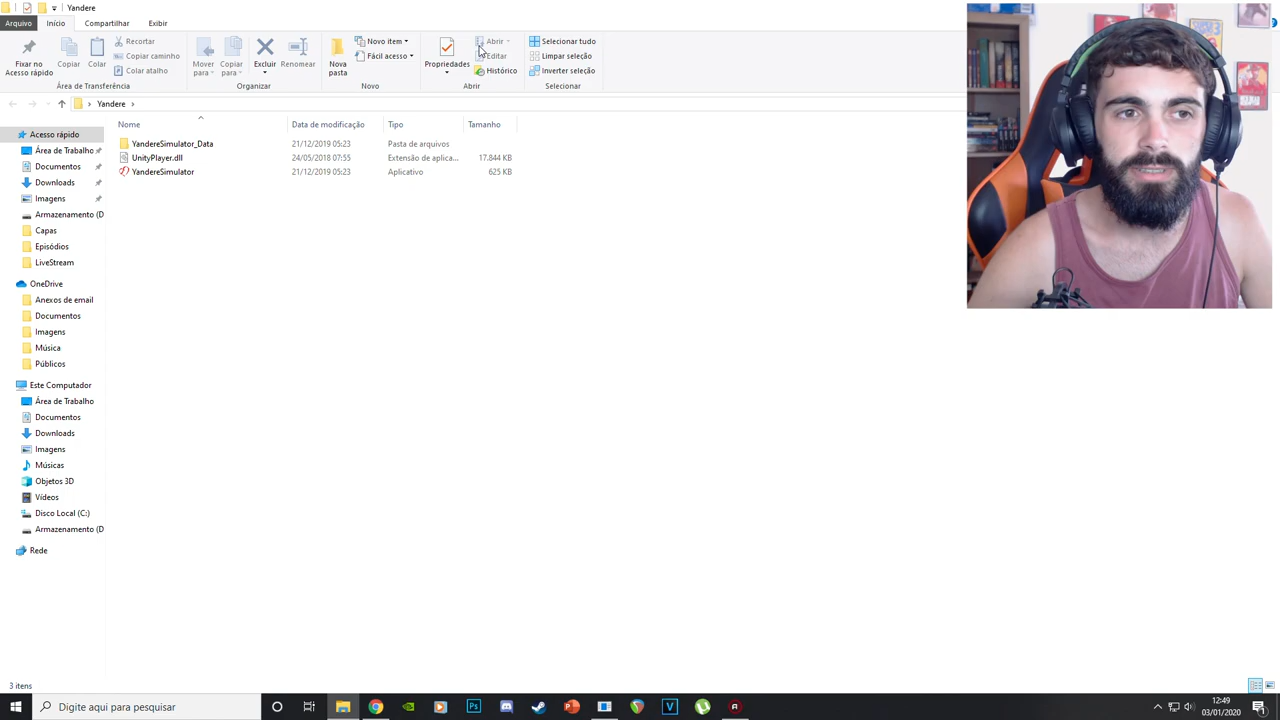 Yandere
Arquivo Início Compartilhar Exibir
Fixar no Acesso rápido
Copiar
Colar
Recortar
Copiar caminho
Colar atalho
Área de Transferência
Mover para
Copiar para
Excluir
Renomear
Organizar
Nova pasta
Novo item
Fácil acesso
Novo
Propriedades
Abrir
Editar
Histórico
Abrir
Selecionar tudo
Limpar seleção
Inverter seleção
Selecionar
Yandere
Nome Data de modificação Tipo Tamanho
YandereSimulator_Data 21/12/2019 05:23 Pasta de arquivos
UnityPlayer.dll 24/05/2018 07:55 Extensão de aplica... 17.844 KB
YandereSimulator 21/12/2019 05:23 Aplicativo 625 KB
Acesso rápido
Área de Trabalho
Documentos
Downloads
Imagens
Armazenamento (D
Capas
Episódios
LiveStream
OneDrive
Anexos de email
Documentos
Imagens
Música
Públicos
Este Computador
Área de Trabalho
Documentos
Downloads
Imagens
Músicas
Objetos 3D
Vídeos
Disco Local (C:)
Armazenamento (D
Rede
3 itens
Digite aqui para pesquisar
12:49
03/01/2020